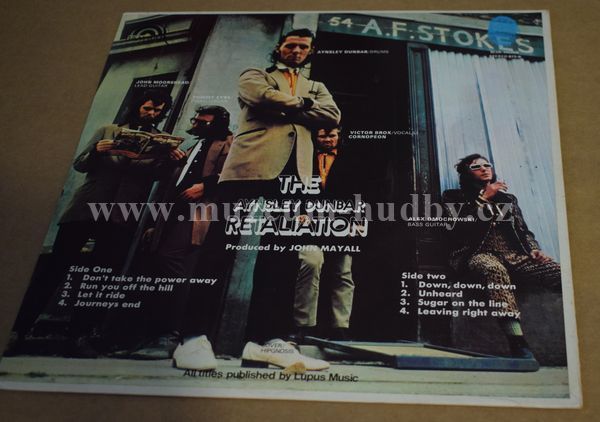 54 A.F. STOKES
AYNSLEY DUNBAR/DRUMS
JOHN MOORSHEAD
LEAD GUITAR
VICTOR BROX/VOCALS/
CORNOPEON
ALEX DMOCHOWSKI
BASS GUITAR
THE
AYNSLEY DUNBAR
RETALIATION
Produced by JOHN MAYALL
www.muzeumhudby.cz
Side One
1. Don't take the power away
2. Run you off the hill
3. Let it ride
4. Journeys end
Side two
1. Down, down, down
2. Unheard
3. Sugar on the line
4. Leaving right away
COVER/
HIPGNOSIS
All titles published by Lupus Music